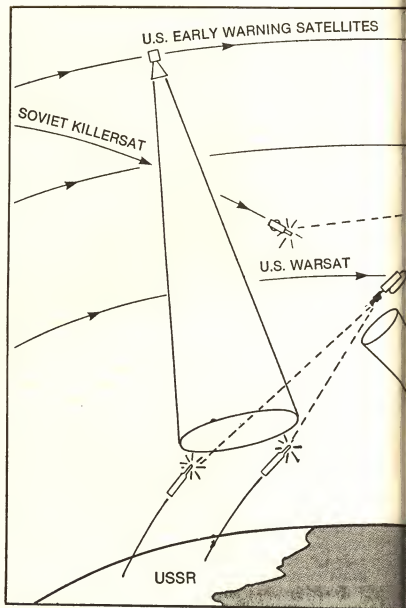 U.S. EARLY WARNING SATELLITES
SOVIET KILLERSAT
U.S. WARSAT
USSR